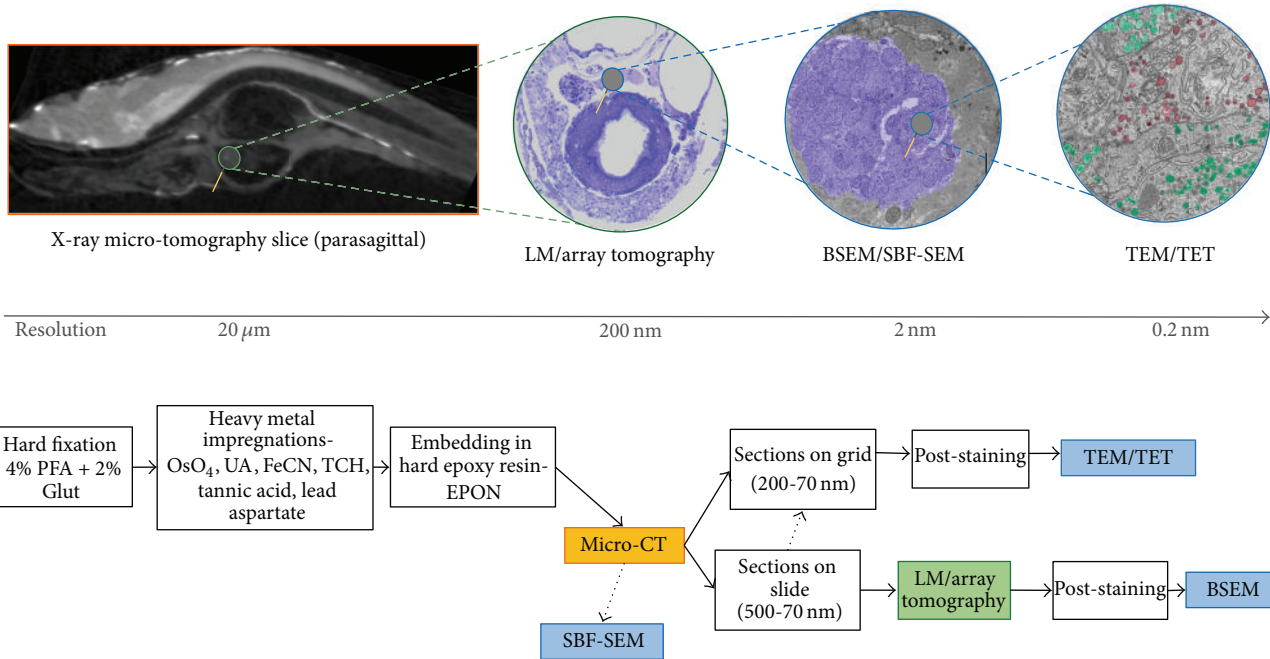 X-ray micro-tomography slice (parasagittal)
LM/array tomography
BSEM/SBF-SEM
TEM/TET
Resolution
20 μm
200 nm
2 nm
0.2 nm
Hard fixation
4% PFA + 2%
Glut
Heavy metal
impregnations-
OsO₄, UA, FeCN, TCH,
tannic acid, lead
aspartate
Embedding in
hard epoxy resin-
EPON
Micro-CT
SBF-SEM
Sections on grid
(200-70 nm)
Post-staining
TEM/TET
Sections on
slide
(500-70 nm)
LM/array
tomography
Post-staining
BSEM